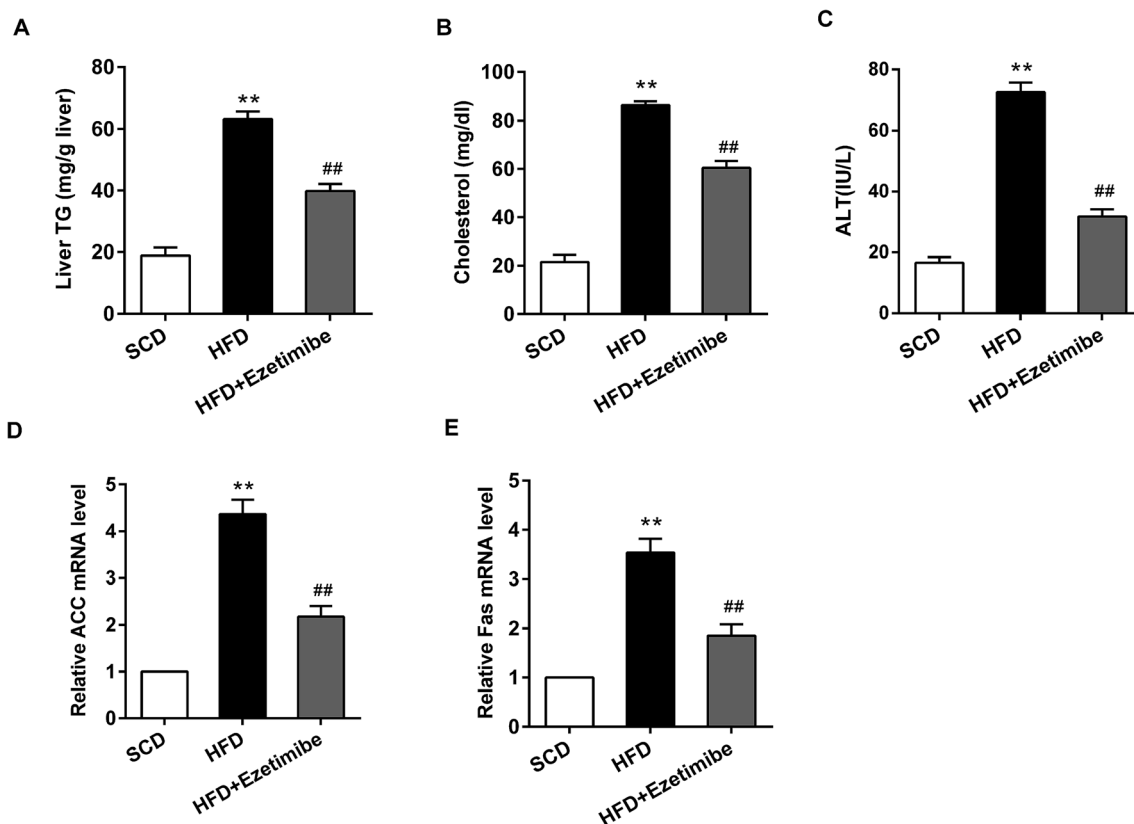 A
Liver TG (mg/g liver)
80
60
40
20
0
**
##
SCD
HFD
HFD+Ezetimibe
B
Cholesterol (mg/dl)
100
80
60
40
20
0
**
##
SCD
HFD
HFD+Ezetimibe
C
ALT(IU/L)
80
60
40
20
0
**
##
SCD
HFD
HFD+Ezetimibe
D
Relative ACC mRNA level
5
4
3
2
1
0
**
##
SCD
HFD
HFD+Ezetimibe
E
Relative Fas mRNA level
5
4
3
2
1
0
**
##
SCD
HFD
HFD+Ezetimibe